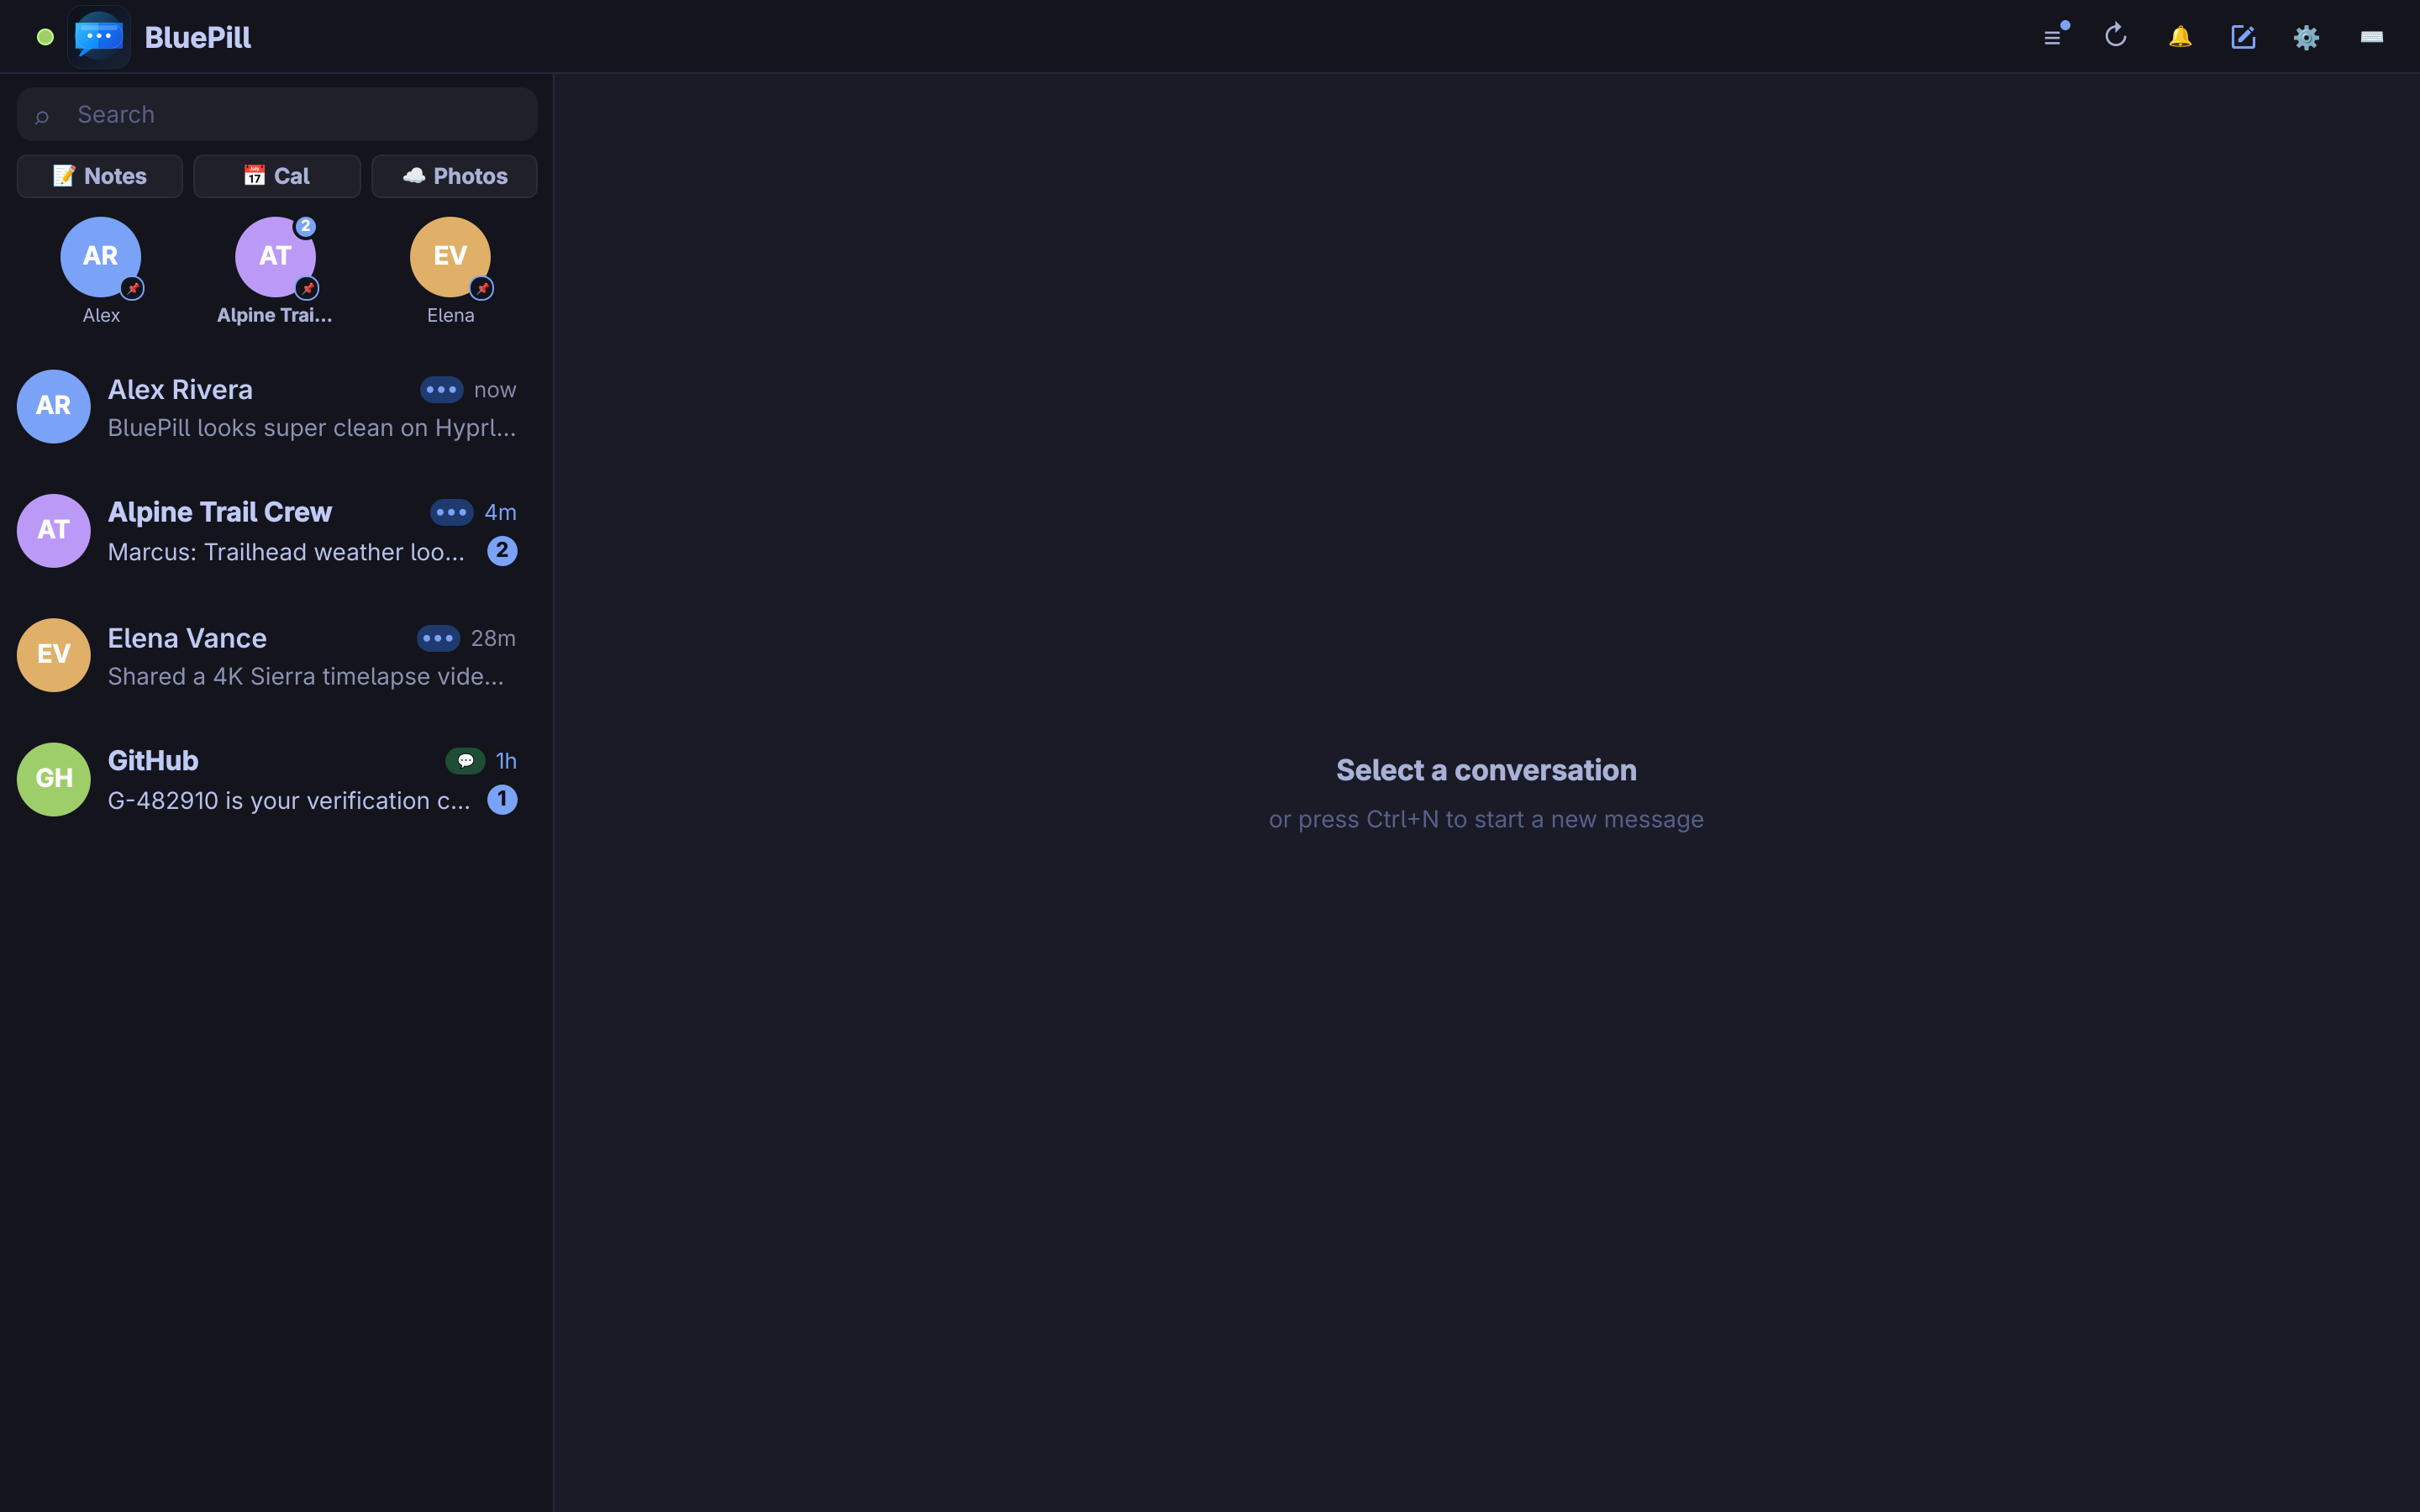 BluePill
Search
Notes
Cal
Photos
AR
AT
2
EV
Alex
Alpine Trai...
Elena
AR
Alex Rivera
now
BluePill looks super clean on Hyprl...
AT
Alpine Trail Crew
4m
Marcus: Trailhead weather loo...
2
EV
Elena Vance
28m
Shared a 4K Sierra timelapse vide...
GH
GitHub
1h
G-482910 is your verification c...
1
Select a conversation
or press Ctrl+N to start a new message